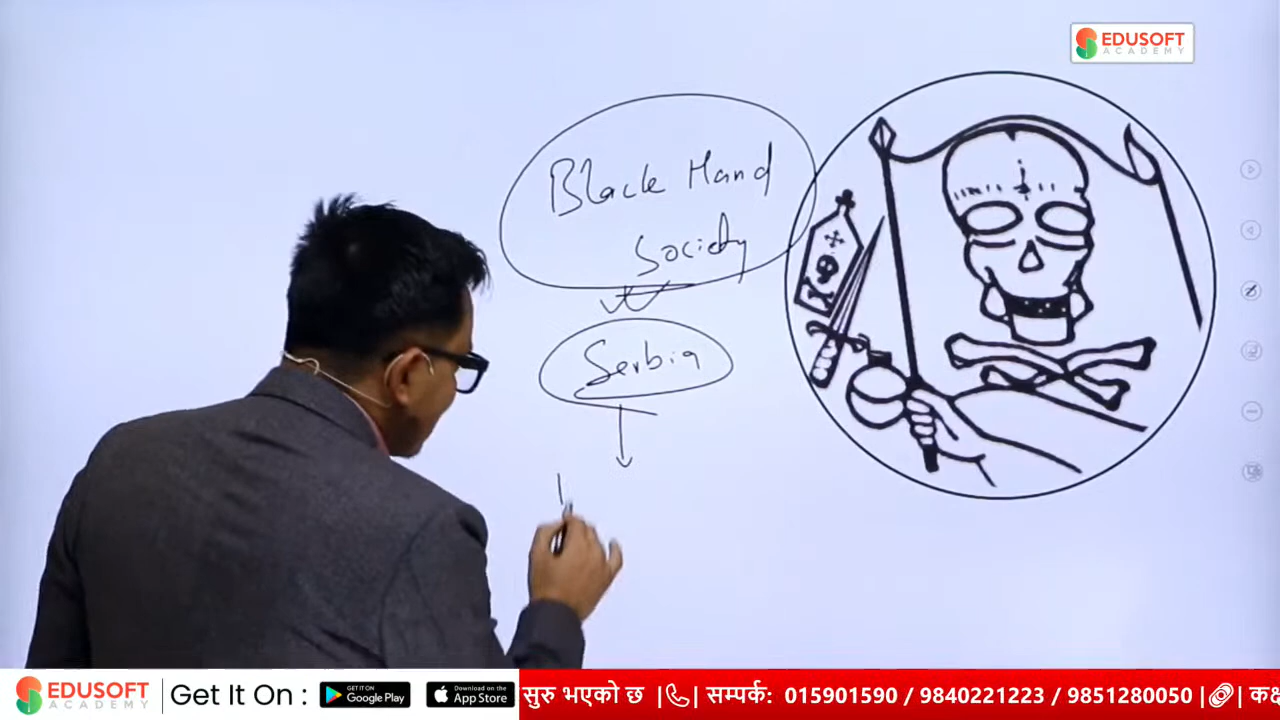 EDUSOFT
ACADEMY
Black Hand
Society
Serbia
EDUSOFT
ACADEMY
Get It On :
GET IT ON
Google Play
Download on the
App Store
सुरु भएको छ | | सम्पर्क: 015901590 / 9840221223 / 9851280050 | | कक्ष